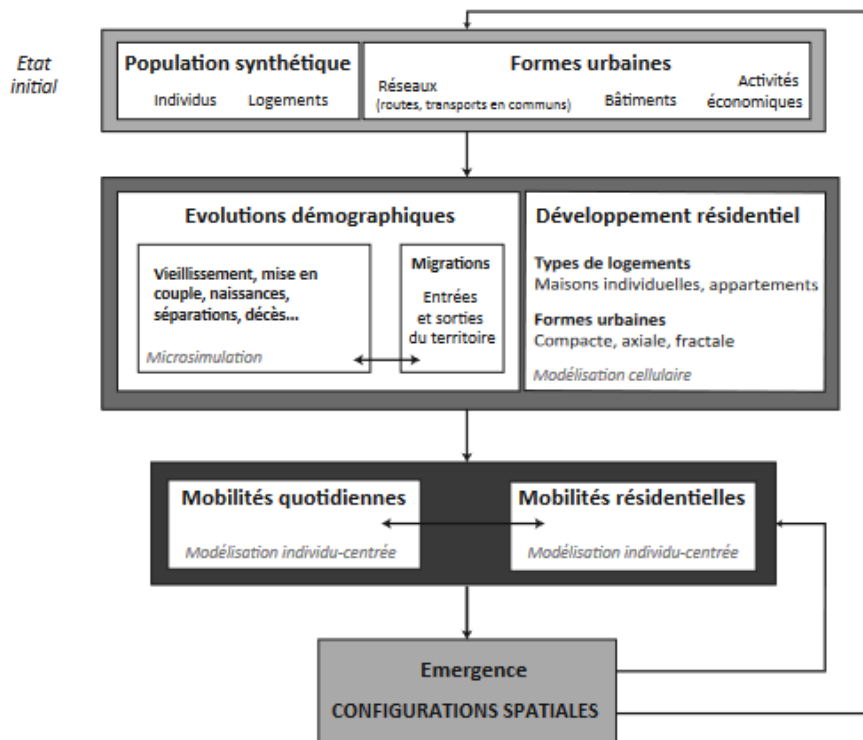 Etat
initial
Population synthétique
Individus Logements
Formes urbaines
Réseaux
(routes, transports en communs)
Bâtiments
Activités
économiques
Evolutions démographiques
Vieillissement, mise en
couple, naissances,
séparations, décès...
Microsimulation
Migrations
Entrées
et sorties
du territoire
Développement résidentiel
Types de logements
Maisons individuelles, appartements
Formes urbaines
Compacte, axiale, fractale
Modélisation cellulaire
Mobilités quotidiennes
Modélisation individu-centrée
Mobilités résidentielles
Modélisation individu-centrée
Emergence
CONFIGURATIONS SPATIALES